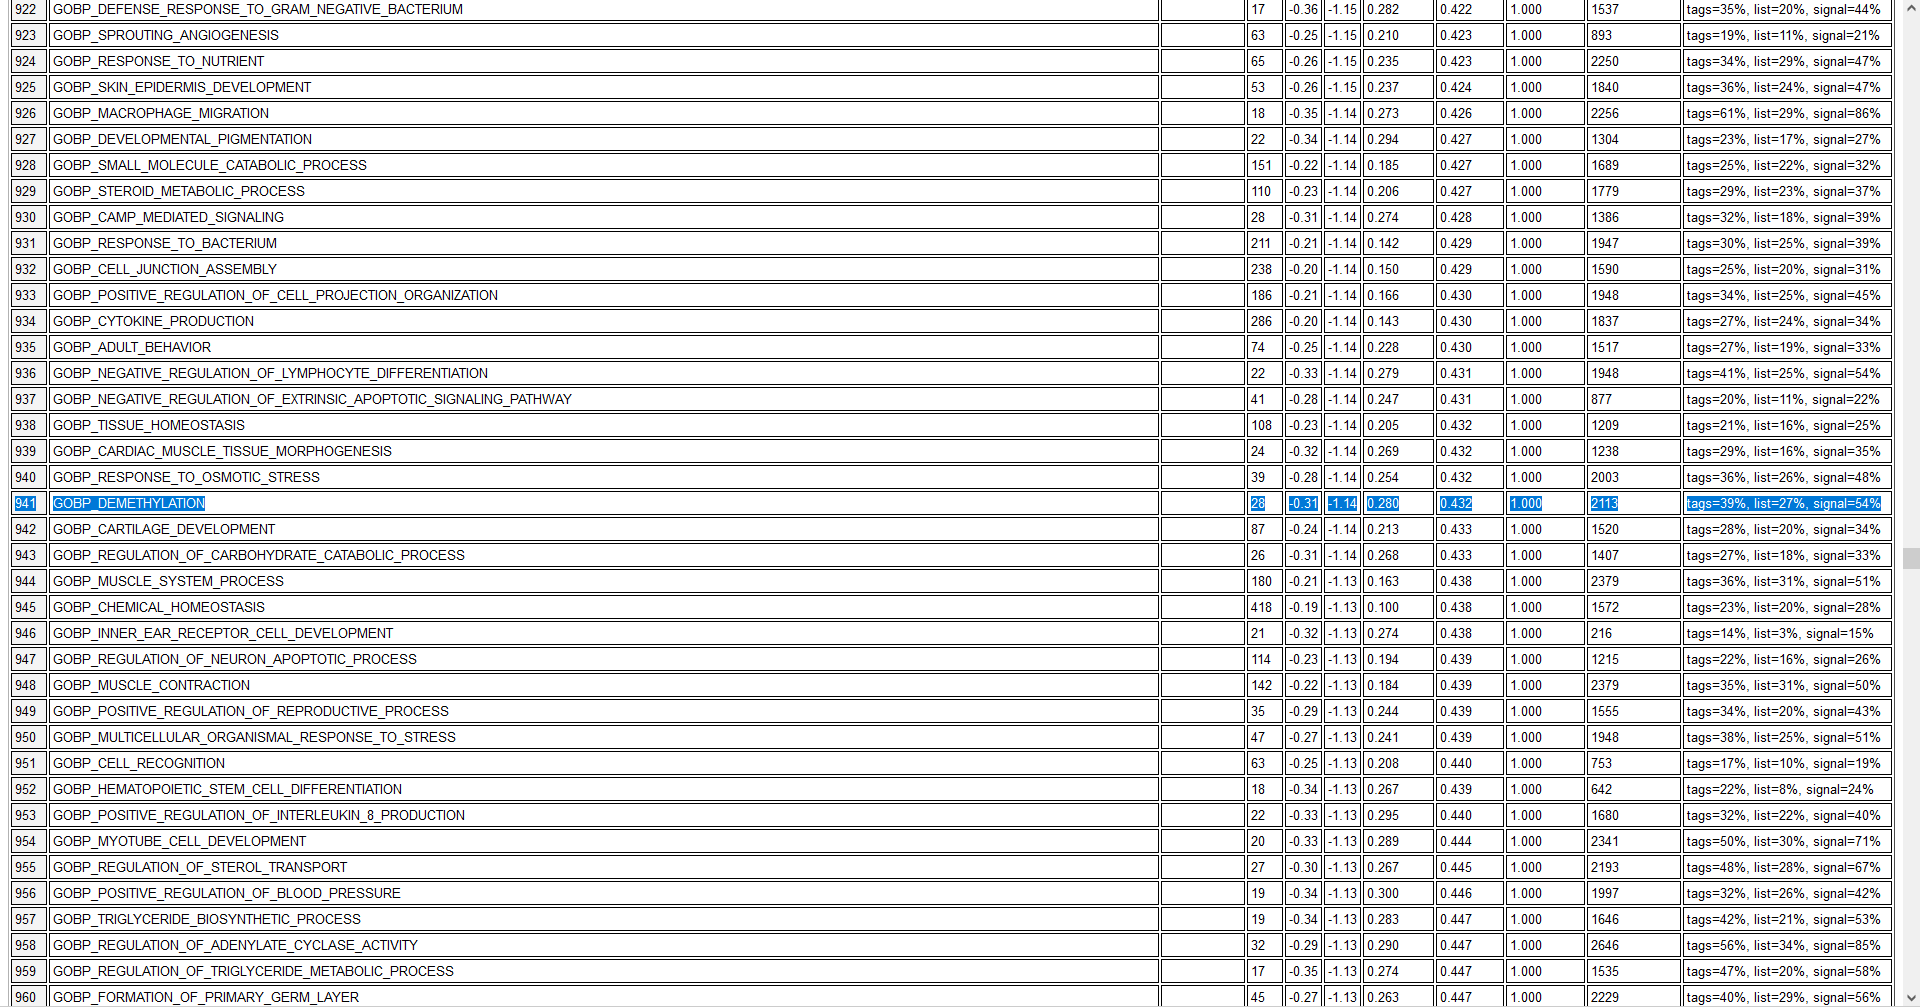 922 GOBP_DEFENSE_RESPONSE_TO_GRAM_NEGATIVE_BACTERIUM 17 -0.36 -1.15 0.282 0.422 1.000 1537 tags=35%, list=20%, signal=44%
923 GOBP_SPROUTING_ANGIOGENESIS 63 -0.25 -1.15 0.210 0.423 1.000 893 tags=19%, list=11%, signal=21%
924 GOBP_RESPONSE_TO_NUTRIENT 65 -0.26 -1.15 0.235 0.423 1.000 2250 tags=34%, list=29%, signal=47%
925 GOBP_SKIN_EPIDERMIS_DEVELOPMENT 53 -0.26 -1.15 0.237 0.424 1.000 1840 tags=36%, list=24%, signal=47%
926 GOBP_MACROPHAGE_MIGRATION 18 -0.35 -1.14 0.273 0.426 1.000 2256 tags=61%, list=29%, signal=86%
927 GOBP_DEVELOPMENTAL_PIGMENTATION 22 -0.34 -1.14 0.294 0.427 1.000 1304 tags=23%, list=17%, signal=27%
928 GOBP_SMALL_MOLECULE_CATABOLIC_PROCESS 151 -0.22 -1.14 0.185 0.427 1.000 1689 tags=25%, list=22%, signal=32%
929 GOBP_STEROID_METABOLIC_PROCESS 110 -0.23 -1.14 0.206 0.427 1.000 1779 tags=29%, list=23%, signal=37%
930 GOBP_CAMP_MEDIATED_SIGNALING 28 -0.31 -1.14 0.274 0.428 1.000 1386 tags=32%, list=18%, signal=39%
931 GOBP_RESPONSE_TO_BACTERIUM 211 -0.21 -1.14 0.142 0.429 1.000 1947 tags=30%, list=25%, signal=39%
932 GOBP_CELL_JUNCTION_ASSEMBLY 238 -0.20 -1.14 0.150 0.429 1.000 1590 tags=25%, list=20%, signal=31%
933 GOBP_POSITIVE_REGULATION_OF_CELL_PROJECTION_ORGANIZATION 186 -0.21 -1.14 0.166 0.430 1.000 1948 tags=34%, list=25%, signal=45%
934 GOBP_CYTOKINE_PRODUCTION 286 -0.20 -1.14 0.143 0.430 1.000 1837 tags=27%, list=24%, signal=34%
935 GOBP_ADULT_BEHAVIOR 74 -0.25 -1.14 0.228 0.430 1.000 1517 tags=27%, list=19%, signal=33%
936 GOBP_NEGATIVE_REGULATION_OF_LYMPHOCYTE_DIFFERENTIATION 22 -0.33 -1.14 0.279 0.431 1.000 1948 tags=41%, list=25%, signal=54%
937 GOBP_NEGATIVE_REGULATION_OF_EXTRINSIC_APOPTOTIC_SIGNALING_PATHWAY 41 -0.28 -1.14 0.247 0.431 1.000 877 tags=20%, list=11%, signal=22%
938 GOBP_TISSUE_HOMEOSTASIS 108 -0.23 -1.14 0.205 0.432 1.000 1209 tags=21%, list=16%, signal=25%
939 GOBP_CARDIAC_MUSCLE_TISSUE_MORPHOGENESIS 24 -0.32 -1.14 0.269 0.432 1.000 1238 tags=29%, list=16%, signal=35%
940 GOBP_RESPONSE_TO_OSMOTIC_STRESS 39 -0.28 -1.14 0.254 0.432 1.000 2003 tags=36%, list=26%, signal=48%
941 GOBP_DEMETHYLATION 28 -0.31 -1.14 0.280 0.432 1.000 2113 tags=39%, list=27%, signal=54%
942 GOBP_CARTILAGE_DEVELOPMENT 87 -0.24 -1.14 0.213 0.433 1.000 1520 tags=28%, list=20%, signal=34%
943 GOBP_REGULATION_OF_CARBOHYDRATE_CATABOLIC_PROCESS 26 -0.31 -1.14 0.268 0.433 1.000 1407 tags=27%, list=18%, signal=33%
944 GOBP_MUSCLE_SYSTEM_PROCESS 180 -0.21 -1.13 0.163 0.438 1.000 2379 tags=36%, list=31%, signal=51%
945 GOBP_CHEMICAL_HOMEOSTASIS 418 -0.19 -1.13 0.100 0.438 1.000 1572 tags=23%, list=20%, signal=28%
946 GOBP_INNER_EAR_RECEPTOR_CELL_DEVELOPMENT 21 -0.32 -1.13 0.274 0.438 1.000 216 tags=14%, list=3%, signal=15%
947 GOBP_REGULATION_OF_NEURON_APOPTOTIC_PROCESS 114 -0.23 -1.13 0.194 0.439 1.000 1215 tags=22%, list=16%, signal=26%
948 GOBP_MUSCLE_CONTRACTION 142 -0.22 -1.13 0.184 0.439 1.000 2379 tags=35%, list=31%, signal=50%
949 GOBP_POSITIVE_REGULATION_OF_REPRODUCTIVE_PROCESS 35 -0.29 -1.13 0.244 0.439 1.000 1555 tags=34%, list=20%, signal=43%
950 GOBP_MULTICELLULAR_ORGANISMAL_RESPONSE_TO_STRESS 47 -0.27 -1.13 0.241 0.439 1.000 1948 tags=38%, list=25%, signal=51%
951 GOBP_CELL_RECOGNITION 63 -0.25 -1.13 0.208 0.440 1.000 753 tags=17%, list=10%, signal=19%
952 GOBP_HEMATOPOIETIC_STEM_CELL_DIFFERENTIATION 18 -0.34 -1.13 0.267 0.439 1.000 642 tags=22%, list=8%, signal=24%
953 GOBP_POSITIVE_REGULATION_OF_INTERLEUKIN_8_PRODUCTION 22 -0.33 -1.13 0.295 0.440 1.000 1680 tags=32%, list=22%, signal=40%
954 GOBP_MYOTUBE_CELL_DEVELOPMENT 20 -0.33 -1.13 0.289 0.444 1.000 2341 tags=50%, list=30%, signal=71%
955 GOBP_REGULATION_OF_STEROL_TRANSPORT 27 -0.30 -1.13 0.267 0.445 1.000 2193 tags=48%, list=28%, signal=67%
956 GOBP_POSITIVE_REGULATION_OF_BLOOD_PRESSURE 19 -0.34 -1.13 0.300 0.446 1.000 1997 tags=32%, list=26%, signal=42%
957 GOBP_TRIGLYCERIDE_BIOSYNTHETIC_PROCESS 19 -0.34 -1.13 0.283 0.447 1.000 1646 tags=42%, list=21%, signal=53%
958 GOBP_REGULATION_OF_ADENYLATE_CYCLASE_ACTIVITY 32 -0.29 -1.13 0.290 0.447 1.000 2646 tags=56%, list=34%, signal=85%
959 GOBP_REGULATION_OF_TRIGLYCERIDE_METABOLIC_PROCESS 17 -0.35 -1.13 0.274 0.447 1.000 1535 tags=47%, list=20%, signal=58%
960 GOBP_FORMATION_OF_PRIMARY_GERM_LAYER 45 -0.27 -1.13 0.263 0.447 1.000 2229 tags=40%, list=29%, signal=56%